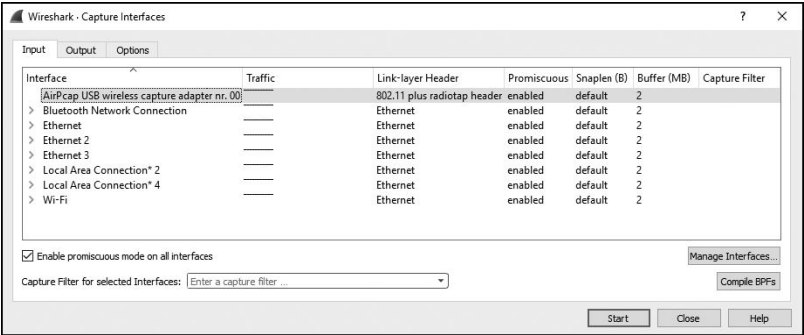 Wireshark · Capture Interfaces ? ×
Input Output Options
Interface Traffic Link-layer Header Promiscuous Snaplen (B) Buffer (MB) Capture Filter
AirPcap USB wireless capture adapter nr. 00 802.11 plus radiotap header enabled default 2
Bluetooth Network Connection Ethernet enabled default 2
Ethernet Ethernet enabled default 2
Ethernet 2 Ethernet enabled default 2
Ethernet 3 Ethernet enabled default 2
Local Area Connection* 2 Ethernet enabled default 2
Local Area Connection* 4 Ethernet enabled default 2
Wi-Fi Ethernet enabled default 2
Enable promiscuous mode on all interfaces Manage Interfaces...
Capture Filter for selected Interfaces: Enter a capture filter ... Compile BPFs
Start Close Help